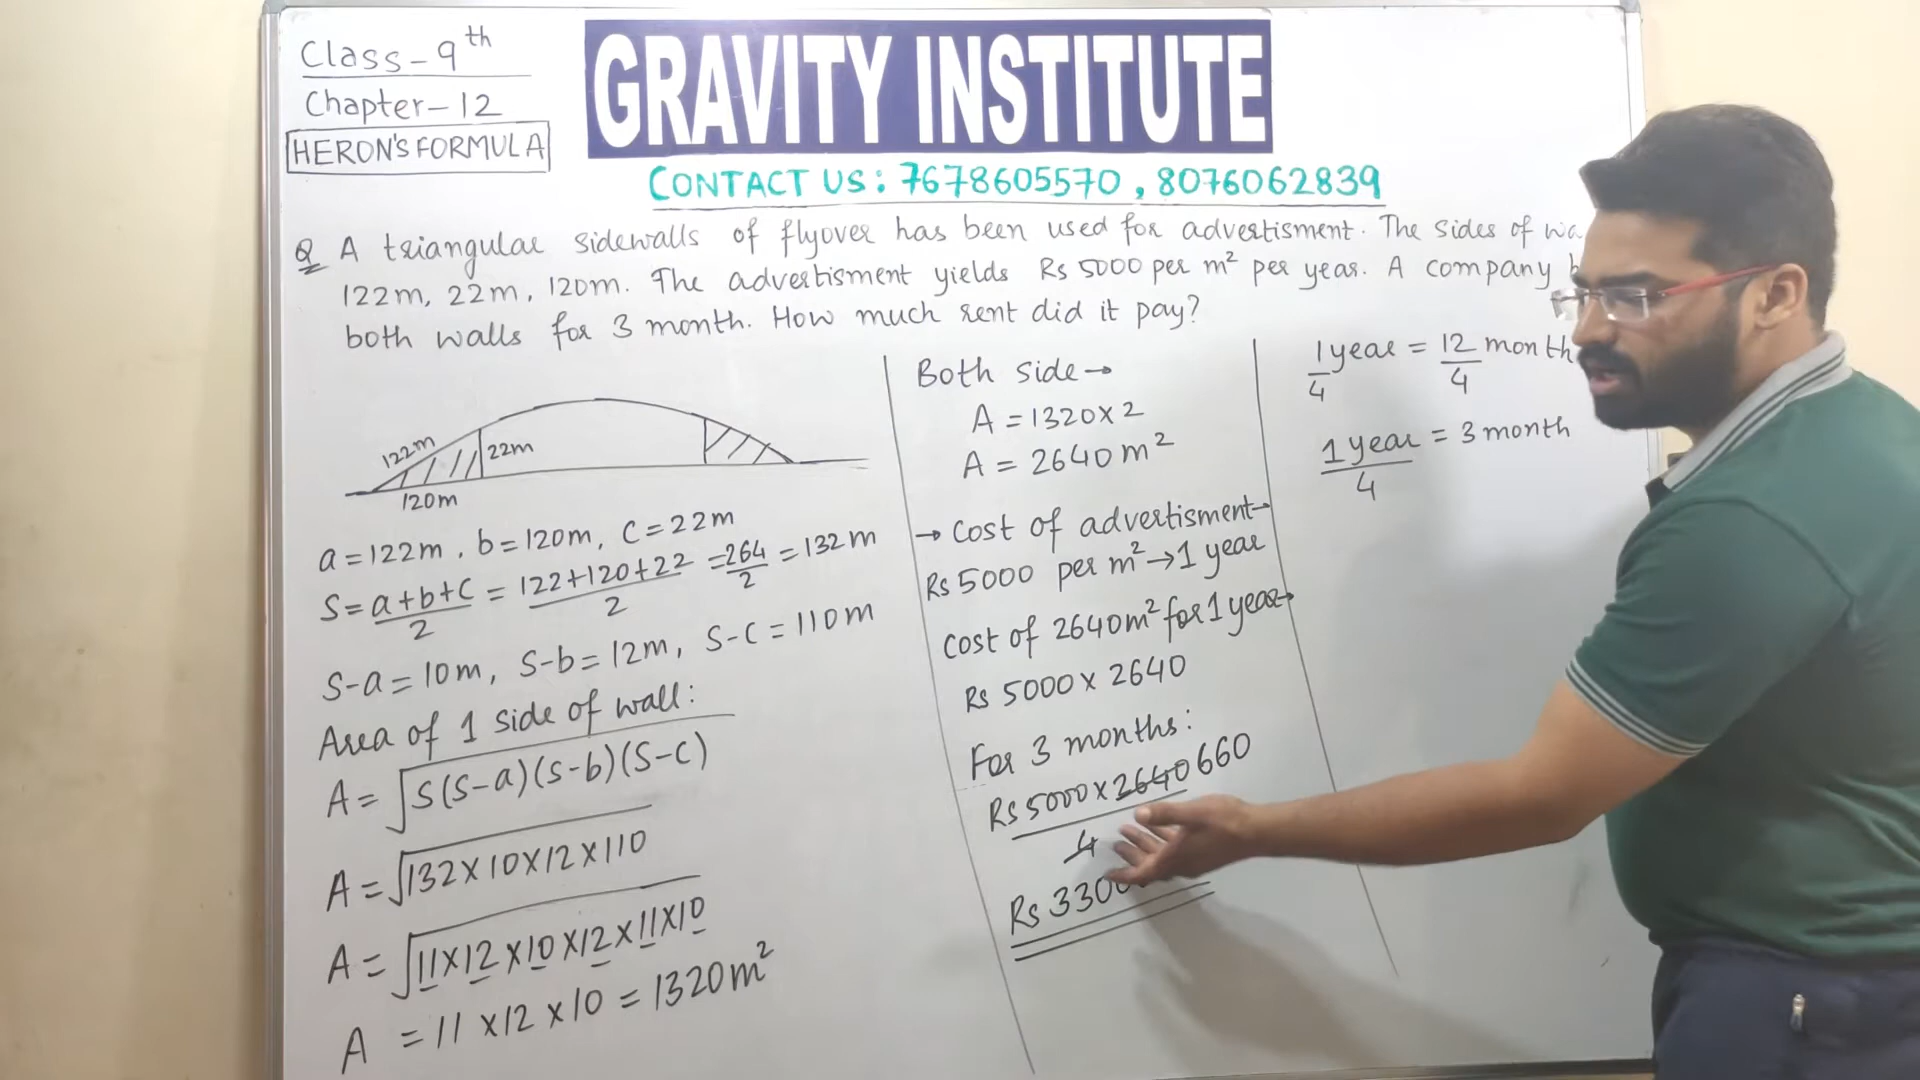 Class-9th
Chapter-12
HERON'S FORMULA
GRAVITY INSTITUTE
CONTACT US: 7678605570, 8076062839
Q A triangular sidewalls of flyover has been used for advertisment. The sides of
122m, 22m, 120m. The advertisment yields Rs 5000 per m² per year. A company
both walls for 3 month. How much rent did it pay?
122m
22m
120m
a=122m, b=120m, c=22m
S=a+b+c/2 = 122+120+22/2 = 264/2 = 132m
S-a=10m, S-b=12m, S-c=110m
Area of 1 side of wall:
A=√S(S-a)(S-b)(S-c)
A=√132×10×12×110
A=√11×12×10×12×11×10
A=11×12×10=1320m²
Both side→
A=1320×2
A=2640m²
→Cost of advertisment→
Rs 5000 per m²→1 year
Cost of 2640m² for 1 year→
Rs 5000×2640
For 3 months:
Rs 5000×2640 660
4
Rs 330
1/4 year = 12/4 month
1 year/4 = 3 month